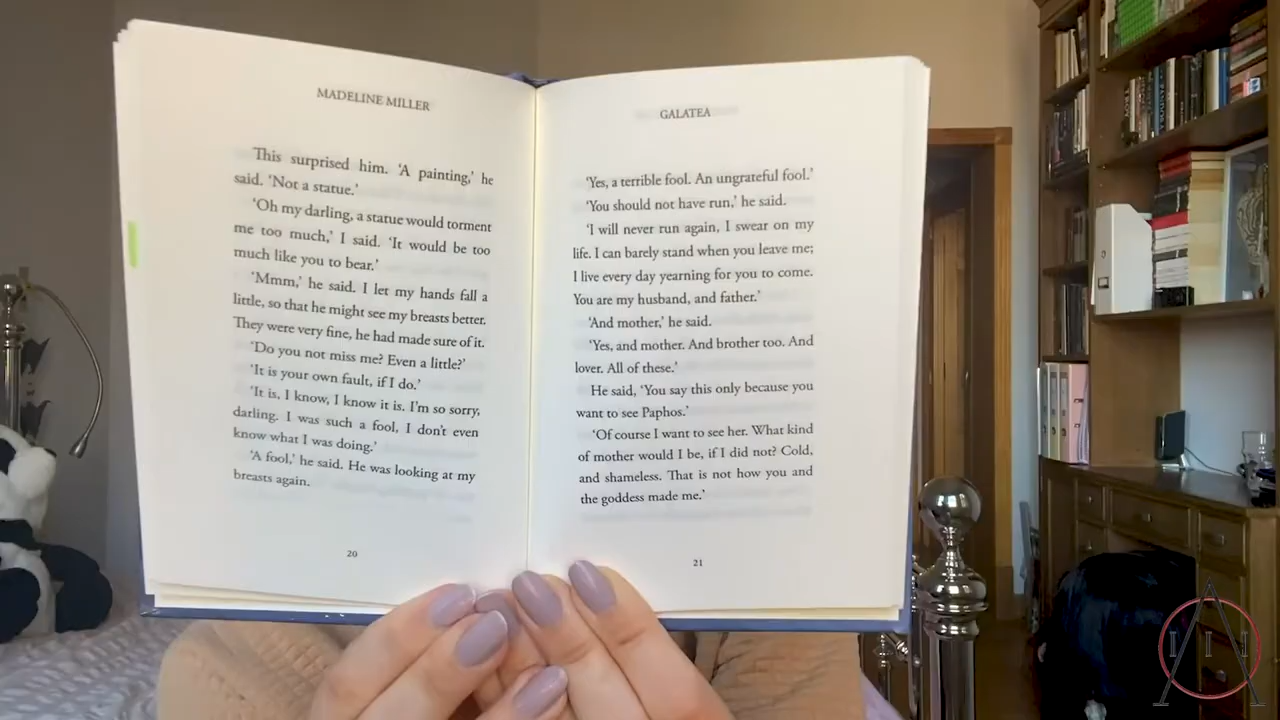 MADELINE MILLER
This surprised him. ‘A painting,’ he
said. ‘Not a statue.’
‘Oh my darling, a statue would torment
me too much,’ I said. ‘It would be too
much like you to bear.’
‘Mmm,’ he said. I let my hands fall a
little, so that he might see my breasts better.
They were very fine, he had made sure of it.
‘Do you not miss me? Even a little?’
‘It is your own fault, if I do.’
‘It is, I know, I know it is. I’m so sorry,
darling. I was such a fool, I don’t even
know what I was doing.’
‘A fool,’ he said. He was looking at my
breasts again.
20
GALATEA
‘Yes, a terrible fool. An ungrateful fool.’
‘You should not have run,’ he said.
‘I will never run again, I swear on my
life. I can barely stand when you leave me;
I live every day yearning for you to come.
You are my husband, and father.’
‘And mother,’ he said.
‘Yes, and mother. And brother too. And
lover. All of these.’
He said, ‘You say this only because you
want to see Paphos.’
‘Of course I want to see her. What kind
of mother would I be, if I did not? Cold,
and shameless. That is not how you and
the goddess made me.’
21